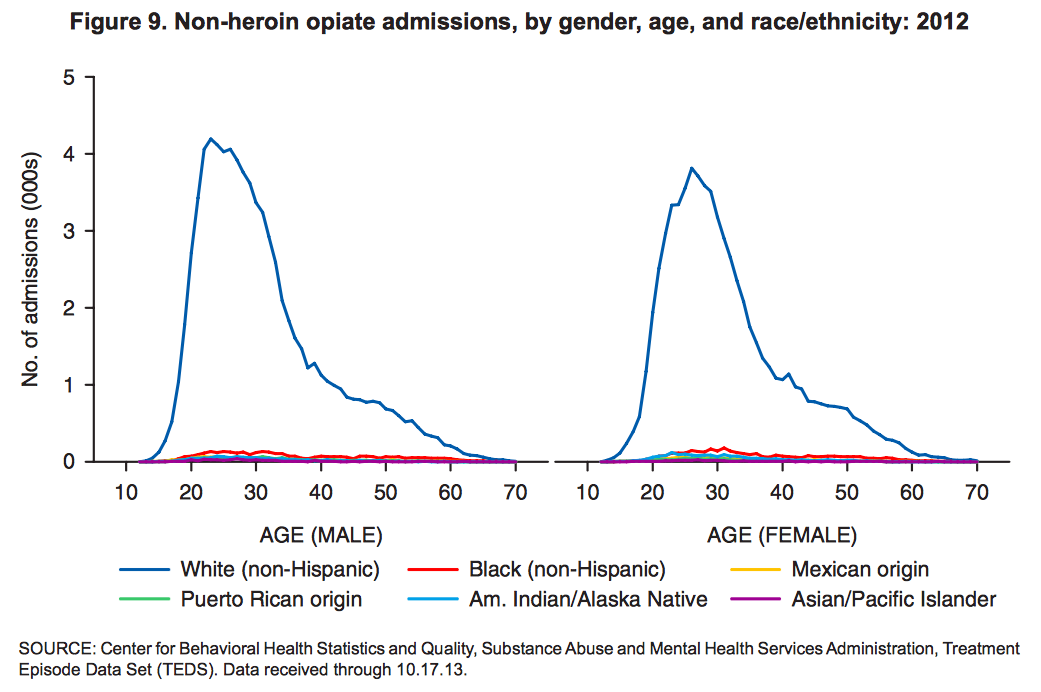 Figure 9. Non-heroin opiate admissions, by gender, age, and race/ethnicity: 2012
No. of admissions (000s)
5
4
3
2
1
0
10 20 30 40 50 60 70 10 20 30 40 50 60 70
AGE (MALE) AGE (FEMALE)
White (non-Hispanic) Black (non-Hispanic) Mexican origin
Puerto Rican origin Am. Indian/Alaska Native Asian/Pacific Islander
SOURCE: Center for Behavioral Health Statistics and Quality, Substance Abuse and Mental Health Services Administration, Treatment
Episode Data Set (TEDS). Data received through 10.17.13.